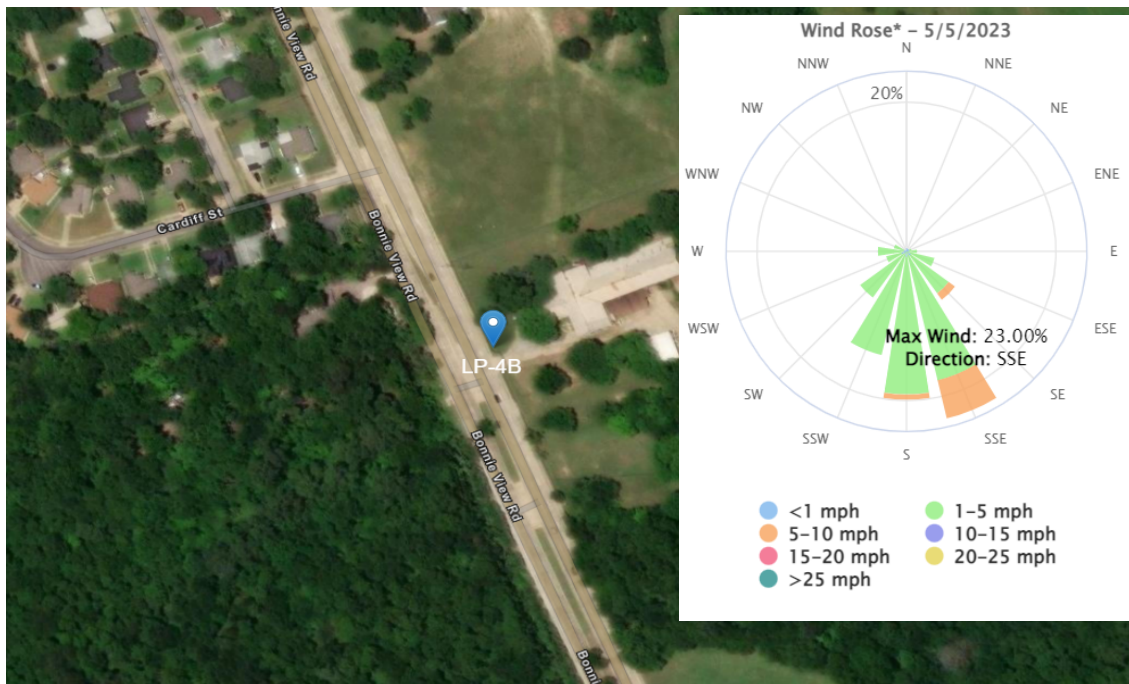 nnie View Rd
Cardiff St
Bonnie View Rd
LP-4B
Bonnie View Rd
Bonnie
Wind Rose* - 5/5/2023
N
NNW
NNE
20%
NW
NE
WNW
ENE
W
E
Max Wind: 23.00%
WSW
ESE
Direction: SSE
SW
SE
SSW
SSE
S
<1 mph
1-5 mph
5-10 mph
10-15 mph
15-20 mph
20-25 mph
>25 mph